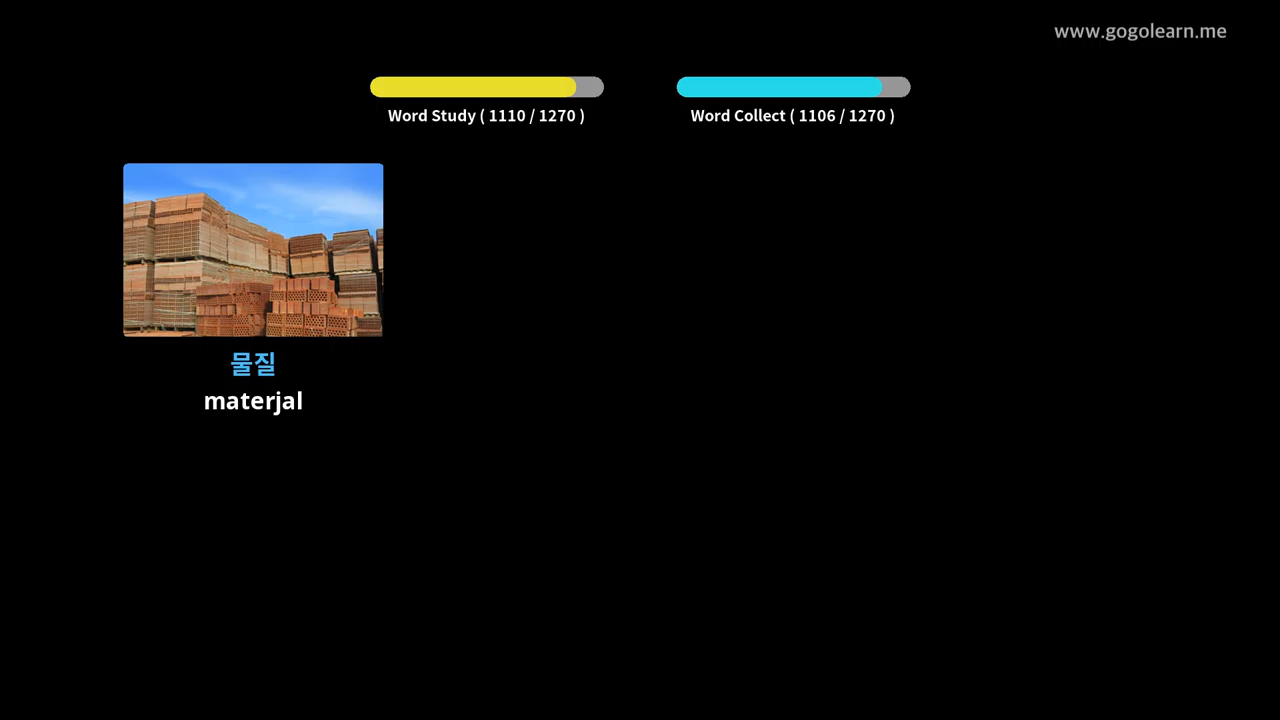 www.gogolearn.me
Word Study ( 1110 / 1270 )
Word Collect ( 1106 / 1270 )
물질
materjal